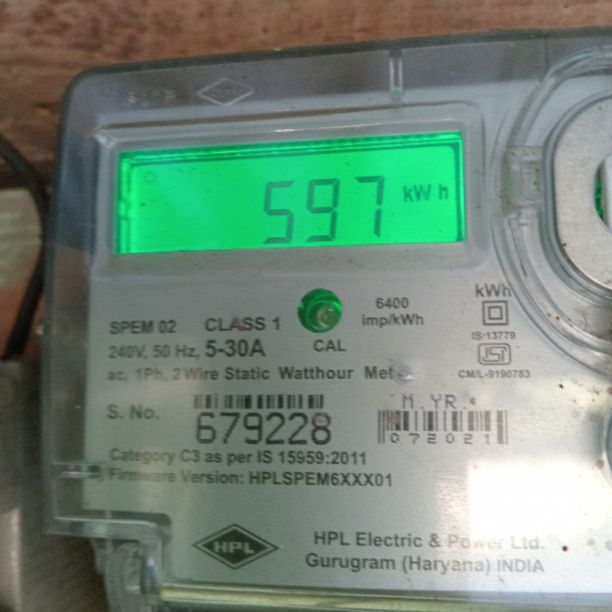 597 kWh
SPEM 02 CLASS 1
6400
imp/kWh
kWh
240V, 50 Hz, 5-30A
CAL
IS:13779
ISI
ac, 1Ph, 2 Wire Static Watthour
CM/L-9190783
S. No. 679228
M.YR.
072021
Category C3 as per IS 15959:2011
Firmware Version: HPLSPEM6XXX01
HPL
HPL Electric & Power Ltd.
Gurugram (Haryana) INDIA